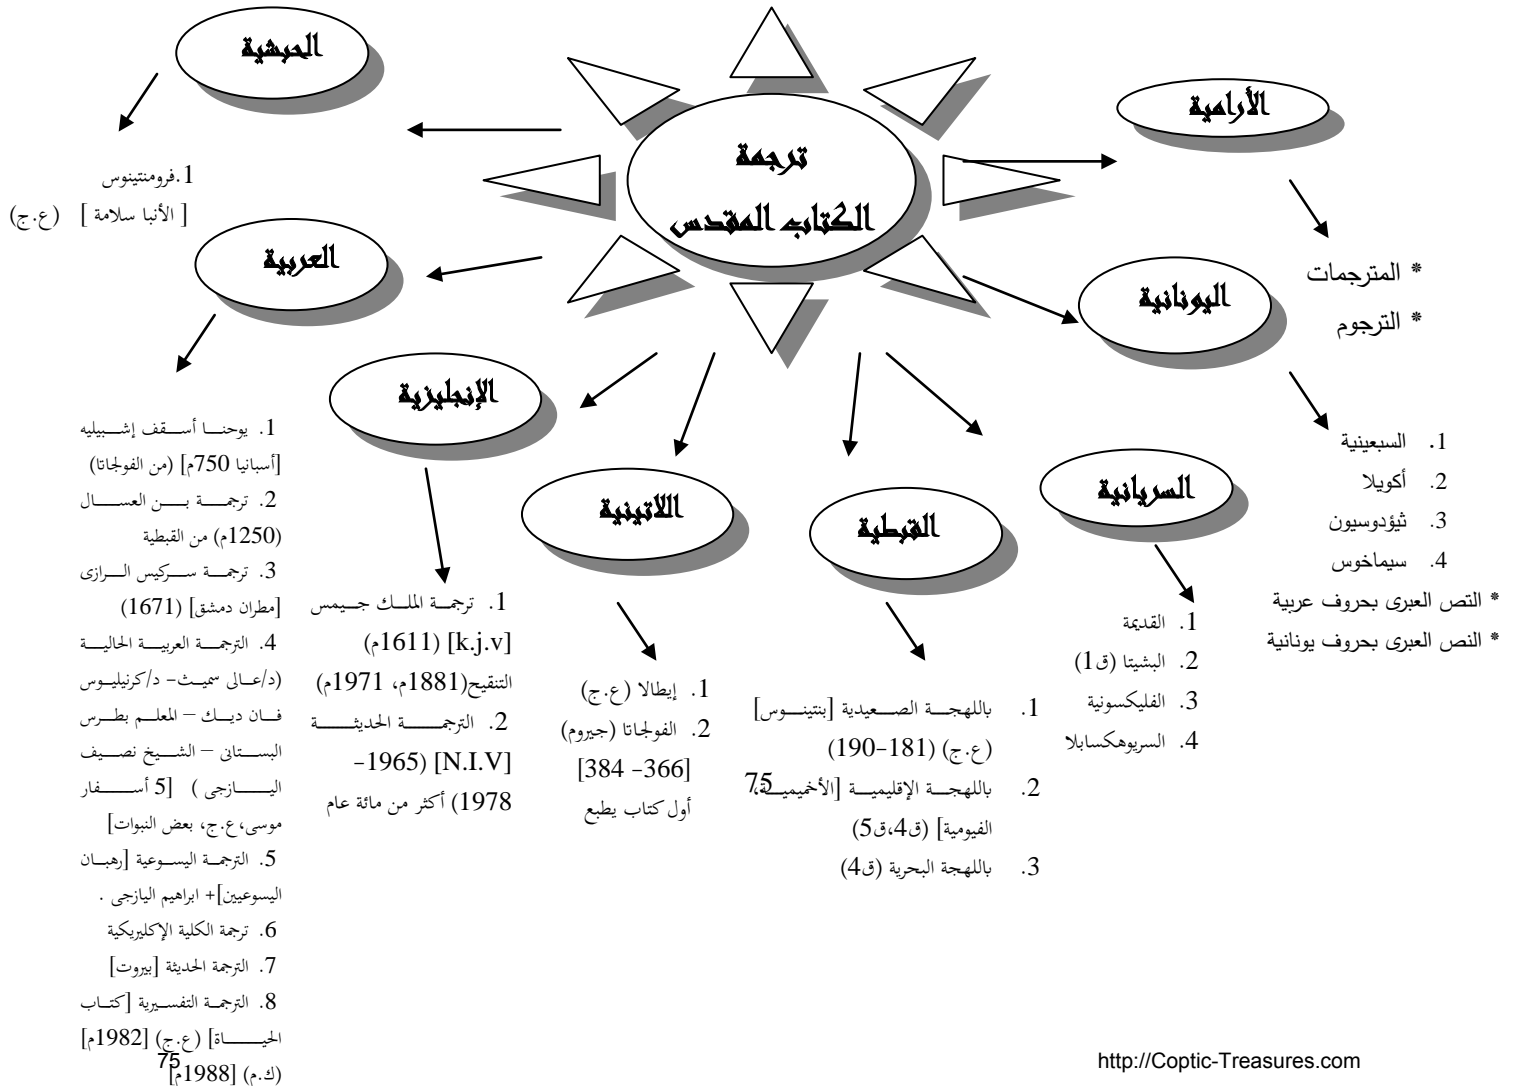 ترجمة
الكتاب المقدس
الأرامية
* المترجمات
* الترجوم
اليونانية
1. السبعينية
2. أكويلا
3. ثيؤدوسيون
4. سيماخوس
* التص العبرى بحروف عربية
* النص العبرى بحروف يونانية
السريانية
1. القديمة
2. البشيتا (ق1)
3. الفليكسونية
4. السريوهكسابلا
القبطية
1. باللهجة الصعيدية [بنتينوس]
(ع.ج) (181-190)
2. باللهجة الإقليمية [الأخميمية،
الفيومية] (ق4،ق5)
3. باللهجة البحرية (ق4)
75
اللاتينية
1. إيطالا (ع.ج)
2. الفولجاتا (جيروم)
[366- 384]
أول كتاب يطبع
الإنجليزية
1. ترجمة الملك جيمس
[k.j.v] (1611م)
التنقيح(1881م، 1971م)
2. الترجمة الحديثة
[N.I.V] (1965-
1978) أكثر من مائة عام
الحبشية
1.فرومنتينوس
[ الأنبا سلامة ] (ع.ج)
العربية
1. يوحنا أسقف إشبيليه
[أسبانيا 750م] (من الفولجاتا)
2. ترجمة بن العسال
(1250م) من القبطية
3. ترجمة سركيس الرازى
[مطران دمشق] (1671)
4. الترجمة العربية الحالية
(د/عالى سميث- د/كرنيليوس
فان ديك – المعلم بطرس
البستانى – الشيخ نصيف
اليازجى ) [5 أسفار
موسى،ع.ج، بعض النبوات]
5. الترجمة اليسوعية [رهبان
اليسوعيين]+ ابراهيم اليازجى .
6. ترجمة الكلية الإكليريكية
7. الترجمة الحديثة [بيروت]
8. الترجمة التفسيرية [كتاب
الحياة] (ع.ج) [1982م]
(ك.م) [1988م]
75
http://Coptic-Treasures.com